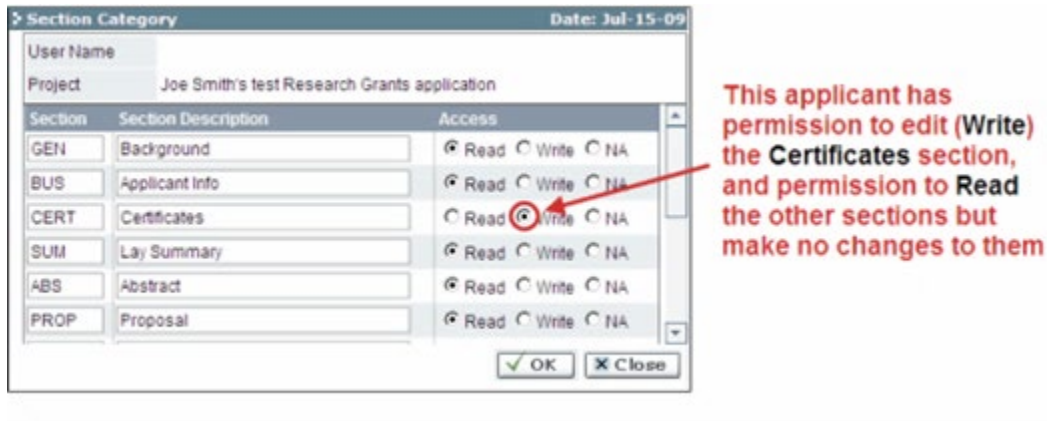 Section Category Date: Jul-15-09
User Name
Project Joe Smith's test Research Grants application
Section Section Description Access
GEN Background Read Write NA
BUS Applicant Info Read Write NA
CERT Certificates Read Write NA
SUM Lay Summary Read Write NA
ABS Abstract Read Write NA
PROP Proposal Read Write NA
OK Close
This applicant has
permission to edit (Write)
the Certificates section,
and permission to Read
the other sections but
make no changes to them